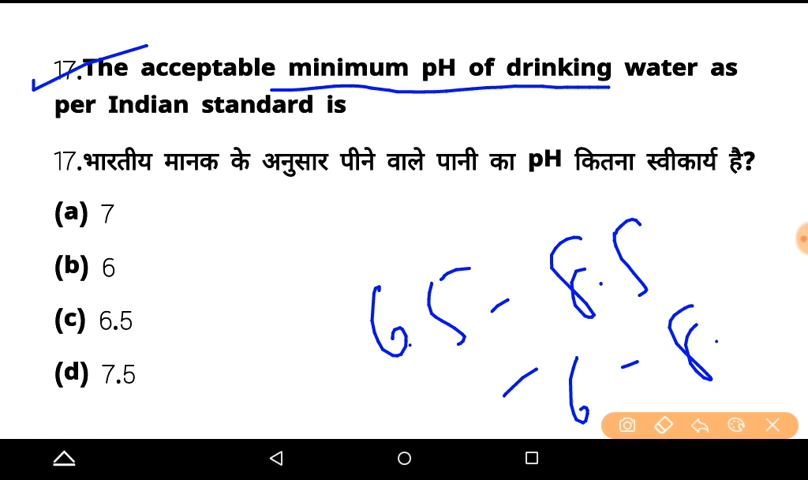 17.The acceptable minimum pH of drinking water as
per Indian standard is
17.भारतीय मानक के अनुसार पीने वाले पानी का pH कितना स्वीकार्य है?
(a) 7
(b) 6
(c) 6.5
(d) 7.5
6.5 - 8.5
- 6 - 8.